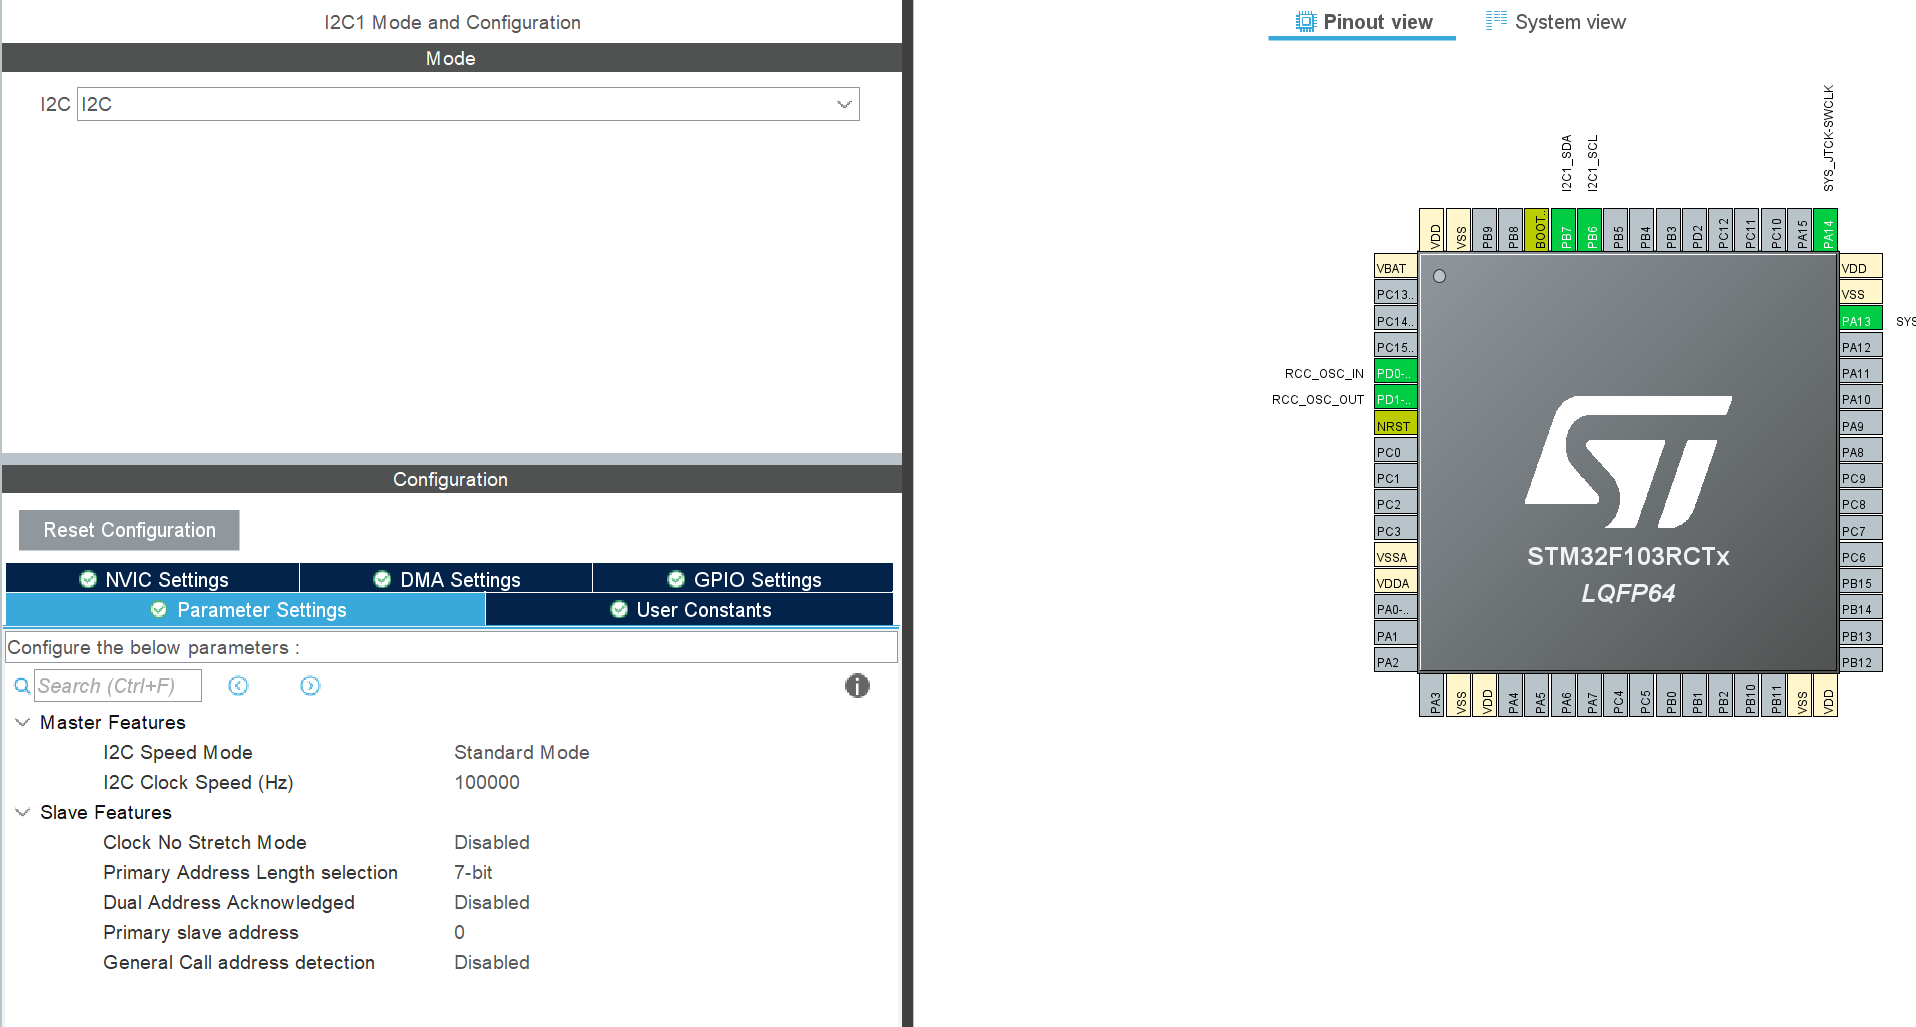 I2C1 Mode and Configuration
Mode
I2C I2C
Configuration
Reset Configuration
NVIC Settings DMA Settings GPIO Settings
Parameter Settings User Constants
Configure the below parameters :
Search (Ctrl+F)
Master Features
I2C Speed Mode Standard Mode
I2C Clock Speed (Hz) 100000
Slave Features
Clock No Stretch Mode Disabled
Primary Address Length selection 7-bit
Dual Address Acknowledged Disabled
Primary slave address 0
General Call address detection Disabled
Pinout view System view
I2C1_SDA
I2C1_SCL
SYS_JTCK-SWCLK
VDD
VSS
PB9
PB8
BOOT..
PB7
PB6
PB5
PB4
PB3
PD2
PC12
PC11
PC10
PA15
PA14
VBAT
PC13..
PC14..
PC15..
RCC_OSC_IN PD0-..
RCC_OSC_OUT PD1-..
NRST
PC0
PC1
PC2
PC3
VSSA
VDDA
PA0-..
PA1
PA2
ST
STM32F103RCTx
LQFP64
VDD
VSS
PA13 SYS
PA12
PA11
PA10
PA9
PA8
PC9
PC8
PC7
PC6
PB15
PB14
PB13
PB12
PA3
VSS
VDD
PA4
PA5
PA6
PA7
PC4
PC5
PB0
PB1
PB2
PB10
PB11
VSS
VDD